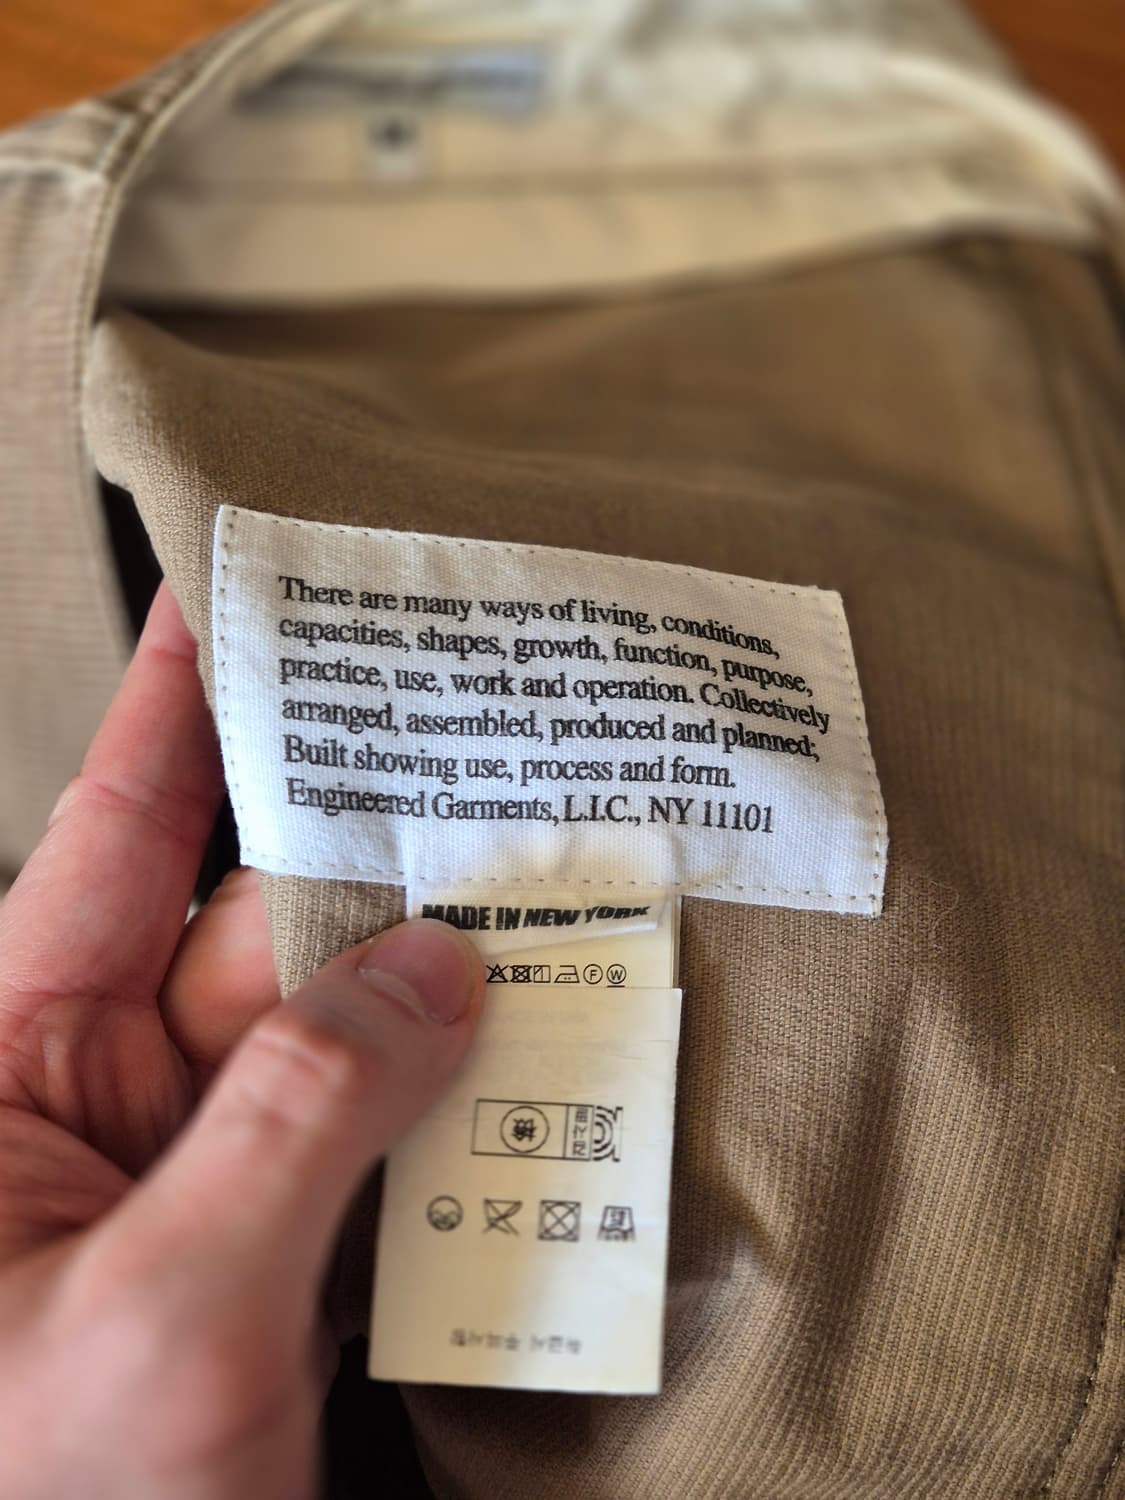 There are many ways of living, conditions,
capacities, shapes, growth, function, purpose,
practice, use, work and operation. Collectively
arranged, assembled, produced and planned;
Built showing use, process and form.
Engineered Garments, L.I.C., NY 11101
MADE IN NEW YORK
F W